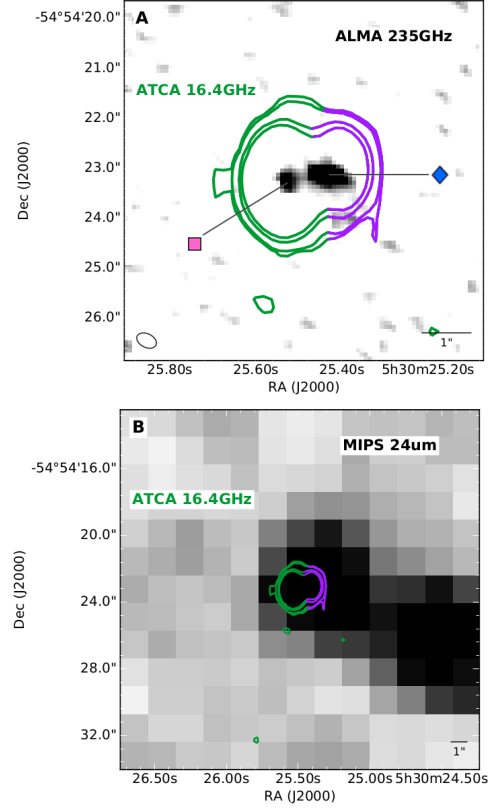 A
ALMA 235GHz
ATCA 16.4GHz
-54°54'20.0"
21.0"
22.0"
23.0"
24.0"
25.0"
26.0"
Dec (J2000)
1"
25.80s 25.60s 25.40s 5h30m25.20s
RA (J2000)
B
MIPS 24um
ATCA 16.4GHz
-54°54'16.0"
20.0"
24.0"
28.0"
32.0"
Dec (J2000)
1"
26.50s 26.00s 25.50s 25.00s 5h30m24.50s
RA (J2000)